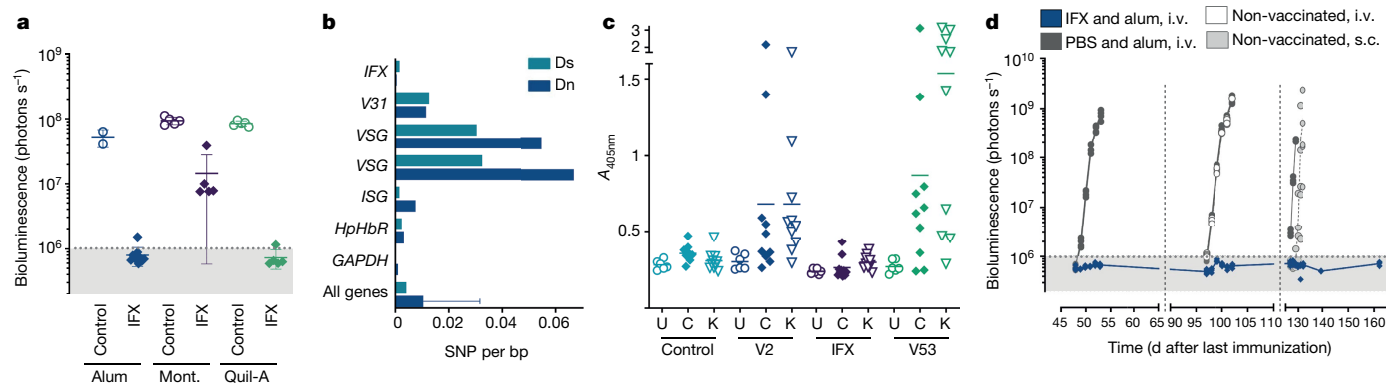 a
Bioluminescence (photons s⁻¹)
10⁹
10⁸
10⁷
10⁶
Control
IFX
Control
IFX
Control
IFX
Alum
Mont.
Quil-A
b
Ds
Dn
IFX
V31
VSG
VSG
ISG
HpHbR
GAPDH
All genes
0 0.02 0.04 0.06
SNP per bp
c
A405nm
3
2
1.5
1
0.5
U C K U C K U C K U C K
Control V2 IFX V53
d
IFX and alum, i.v.
PBS and alum, i.v.
Non-vaccinated, i.v.
Non-vaccinated, s.c.
Bioluminescence (photons s⁻¹)
10¹⁰
10⁹
10⁸
10⁷
10⁶
45 50 55 60 65 90 95 100 105 110 120 130 140 150 160
Time (d after last immunization)